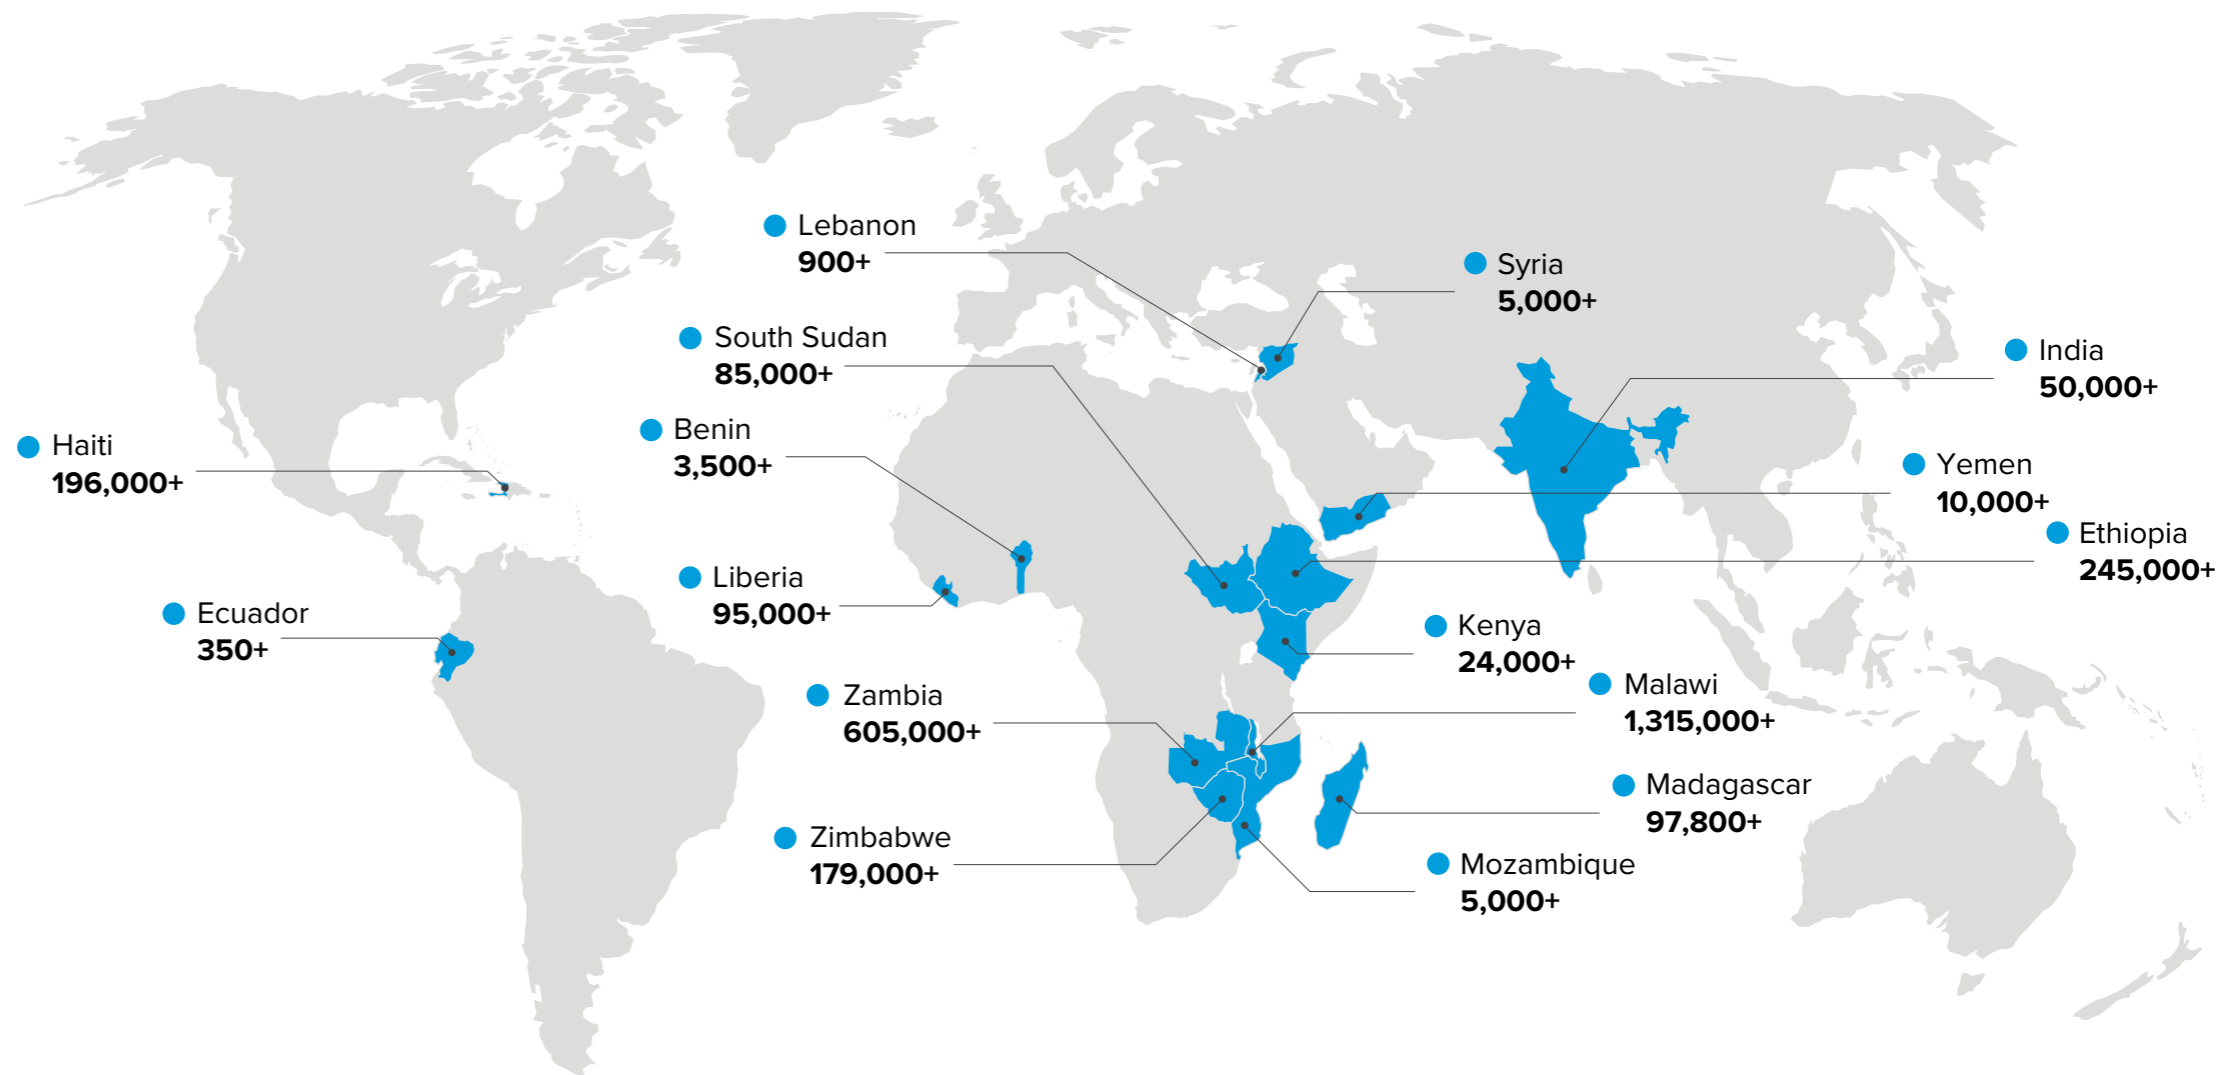 Lebanon
900+
Syria
5,000+
South Sudan
85,000+
India
50,000+
Benin
3,500+
Haiti
196,000+
Yemen
10,000+
Ethiopia
245,000+
Liberia
95,000+
Ecuador
350+
Kenya
24,000+
Zambia
605,000+
Malawi
1,315,000+
Madagascar
97,800+
Zimbabwe
179,000+
Mozambique
5,000+